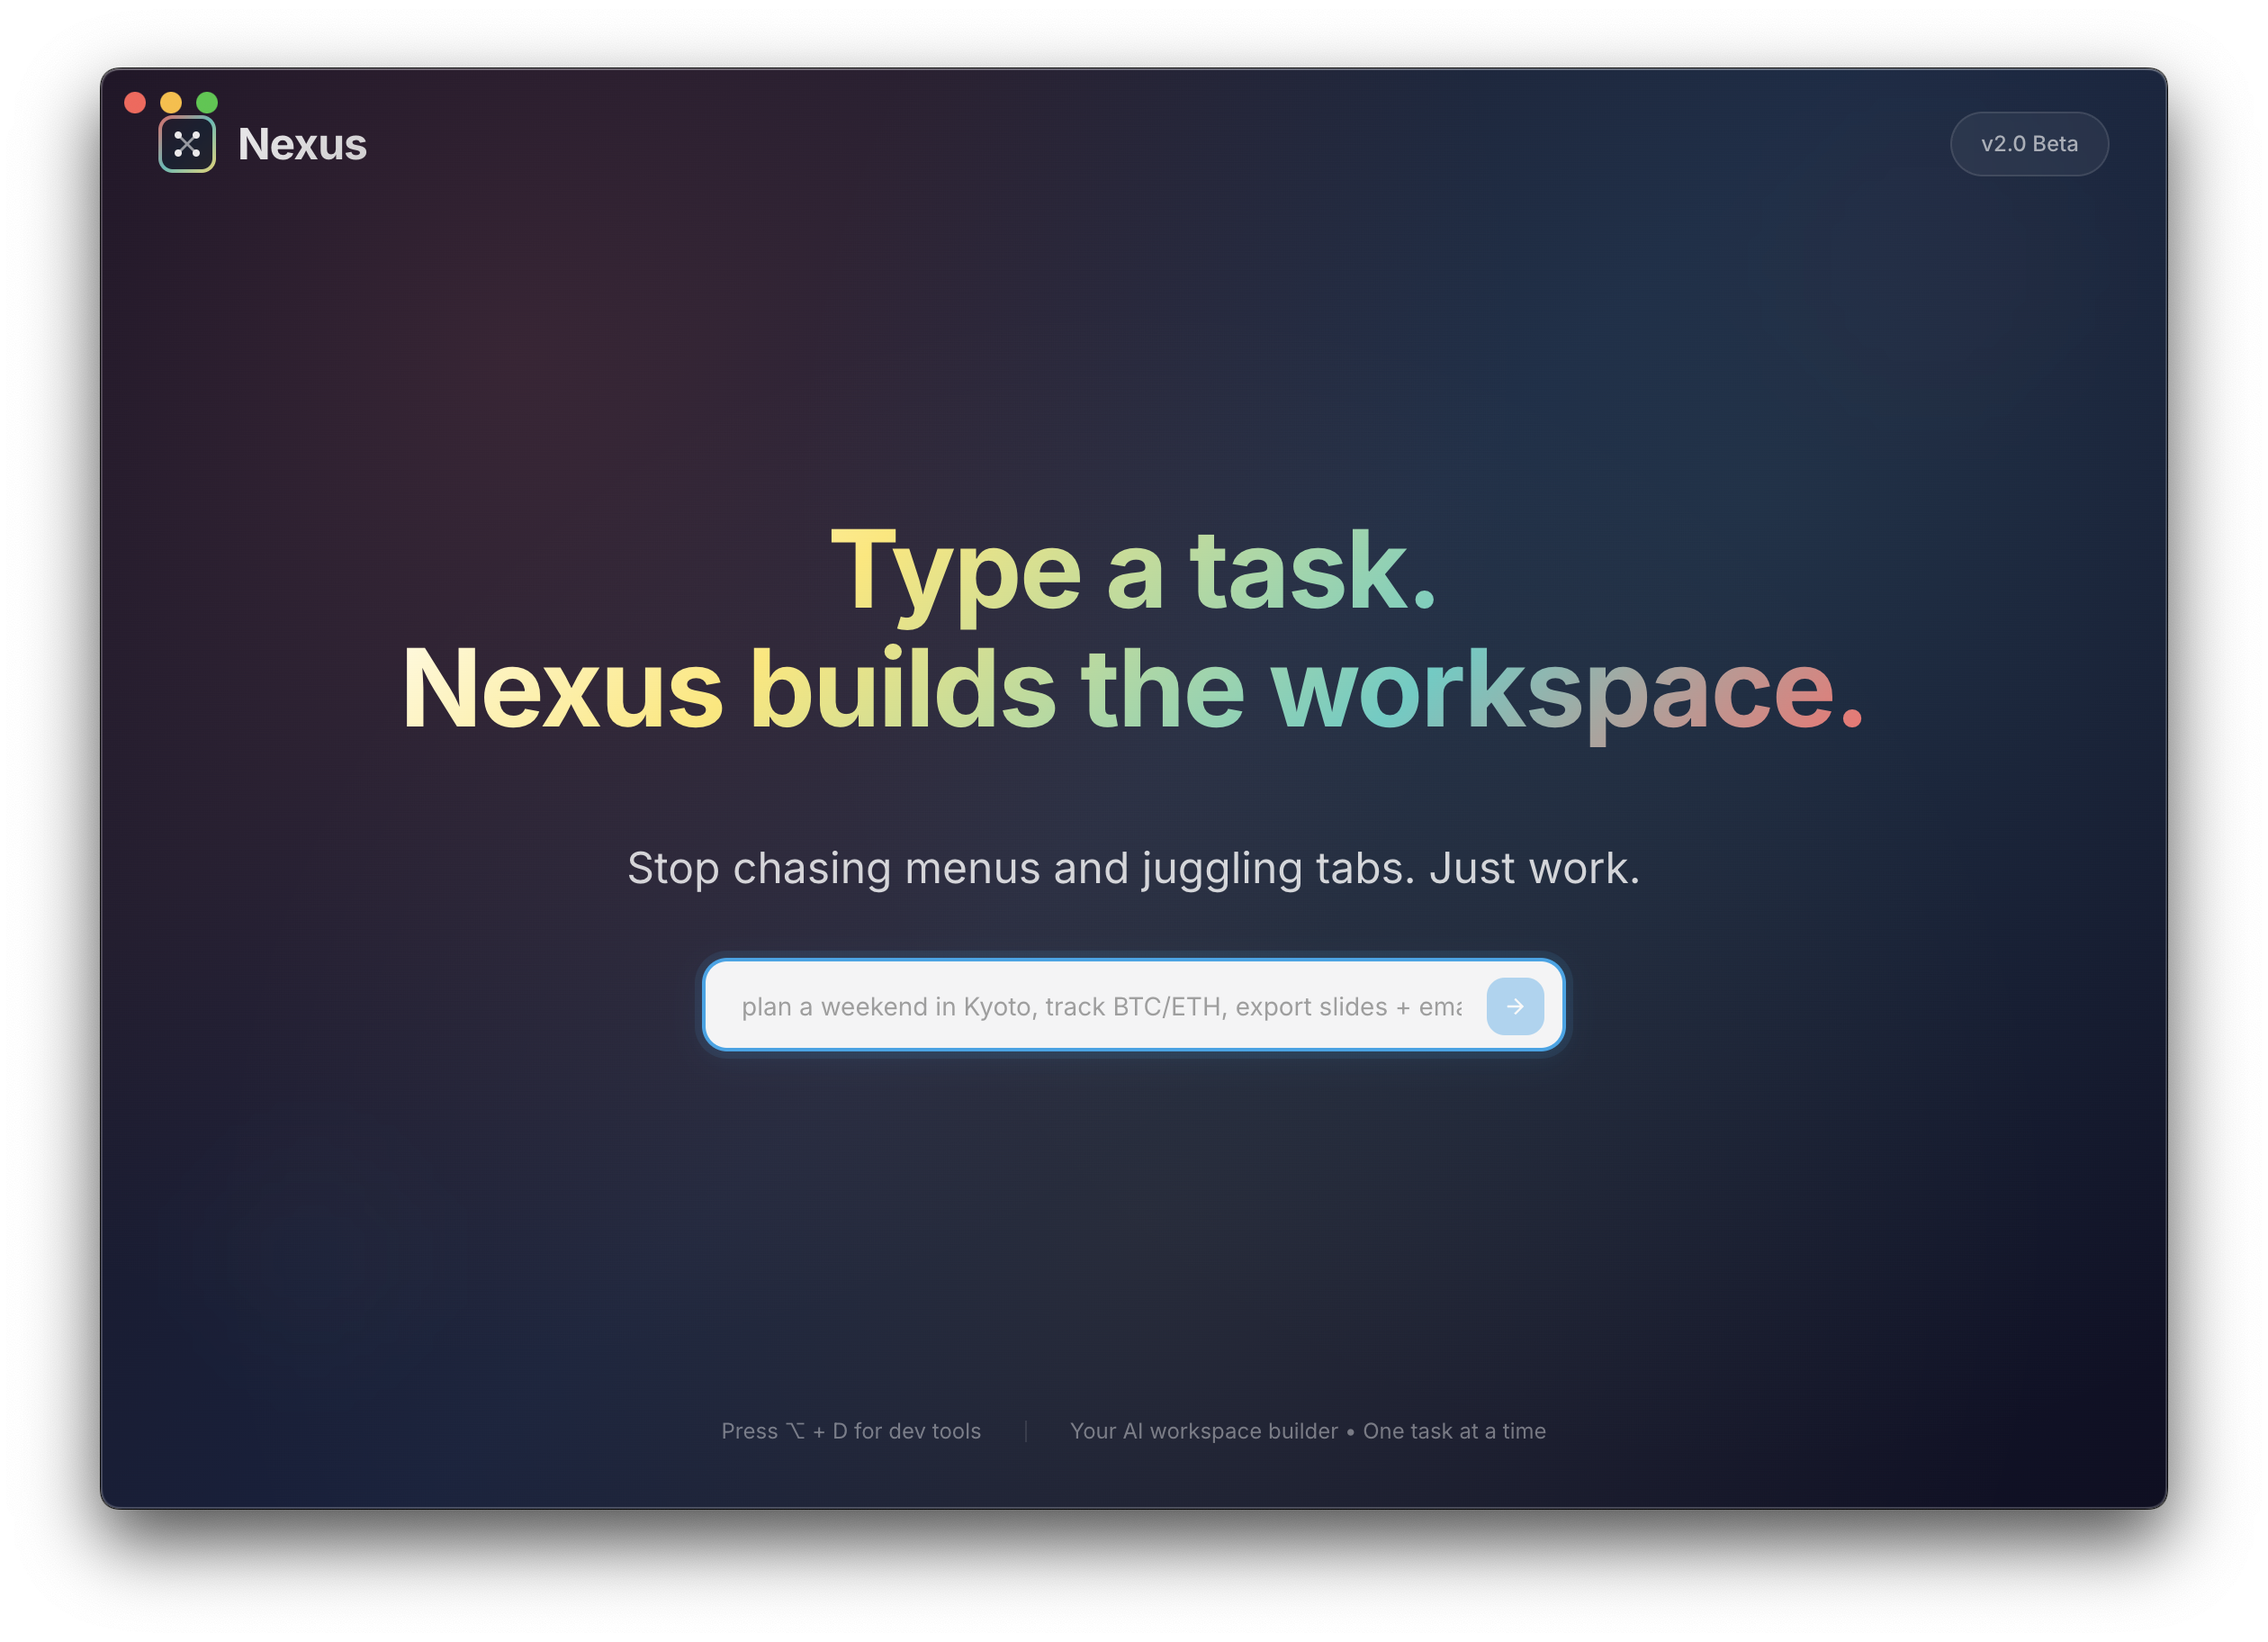 Nexus
v2.0 Beta
Type a task.
Nexus builds the workspace.
Stop chasing menus and juggling tabs. Just work.
plan a weekend in Kyoto, track BTC/ETH, export slides +
Press ⌥ + D for dev tools
Your AI workspace builder • One task at a time